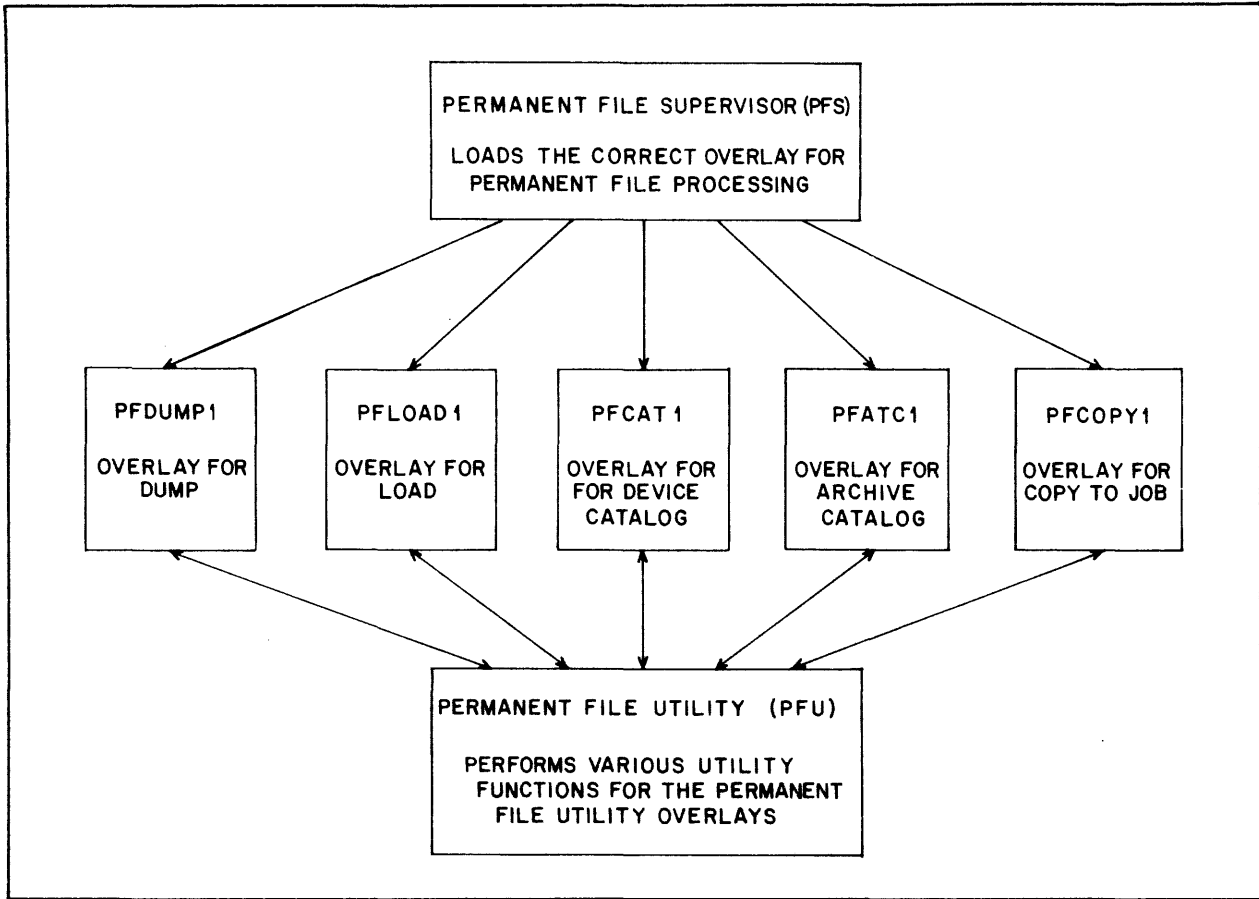 PERMANENT FILE SUPERVISOR (PFS)
LOADS THE CORRECT OVERLAY FOR
PERMANENT FILE PROCESSING
PFDUMP1
OVERLAY FOR
DUMP
PFLOAD1
OVERLAY FOR
LOAD
PFCAT1
OVERLAY FOR
FOR DEVICE
CATALOG
PFATC1
OVERLAY FOR
ARCHIVE
CATALOG
PFCOPY1
OVERLAY FOR
COPY TO JOB
PERMANENT FILE UTILITY (PFU)
PERFORMS VARIOUS UTILITY
FUNCTIONS FOR THE PERMANENT
FILE UTILITY OVERLAYS